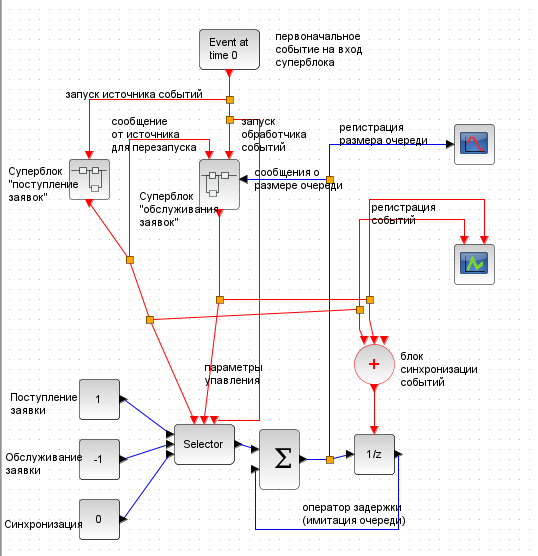 Event at
time 0
первоначальное
событие на вход
суперблока
запуск источника событий
сообщение
от источника
для перезапуска
запуск
обработчика
событий
регистрация
размера очереди
Суперблок
"поступление
заявок"
Суперблок
"обслуживания
заявок"
сообщения о
размере очереди
регистрация
событий
+
блок
синхронизации
событий
параметры
упавления
Поступление
заявки
1
Обслуживание
заявки
-1
Синхронизация
0
Selector
Σ
1/z
оператор задержки
(имитация очереди)